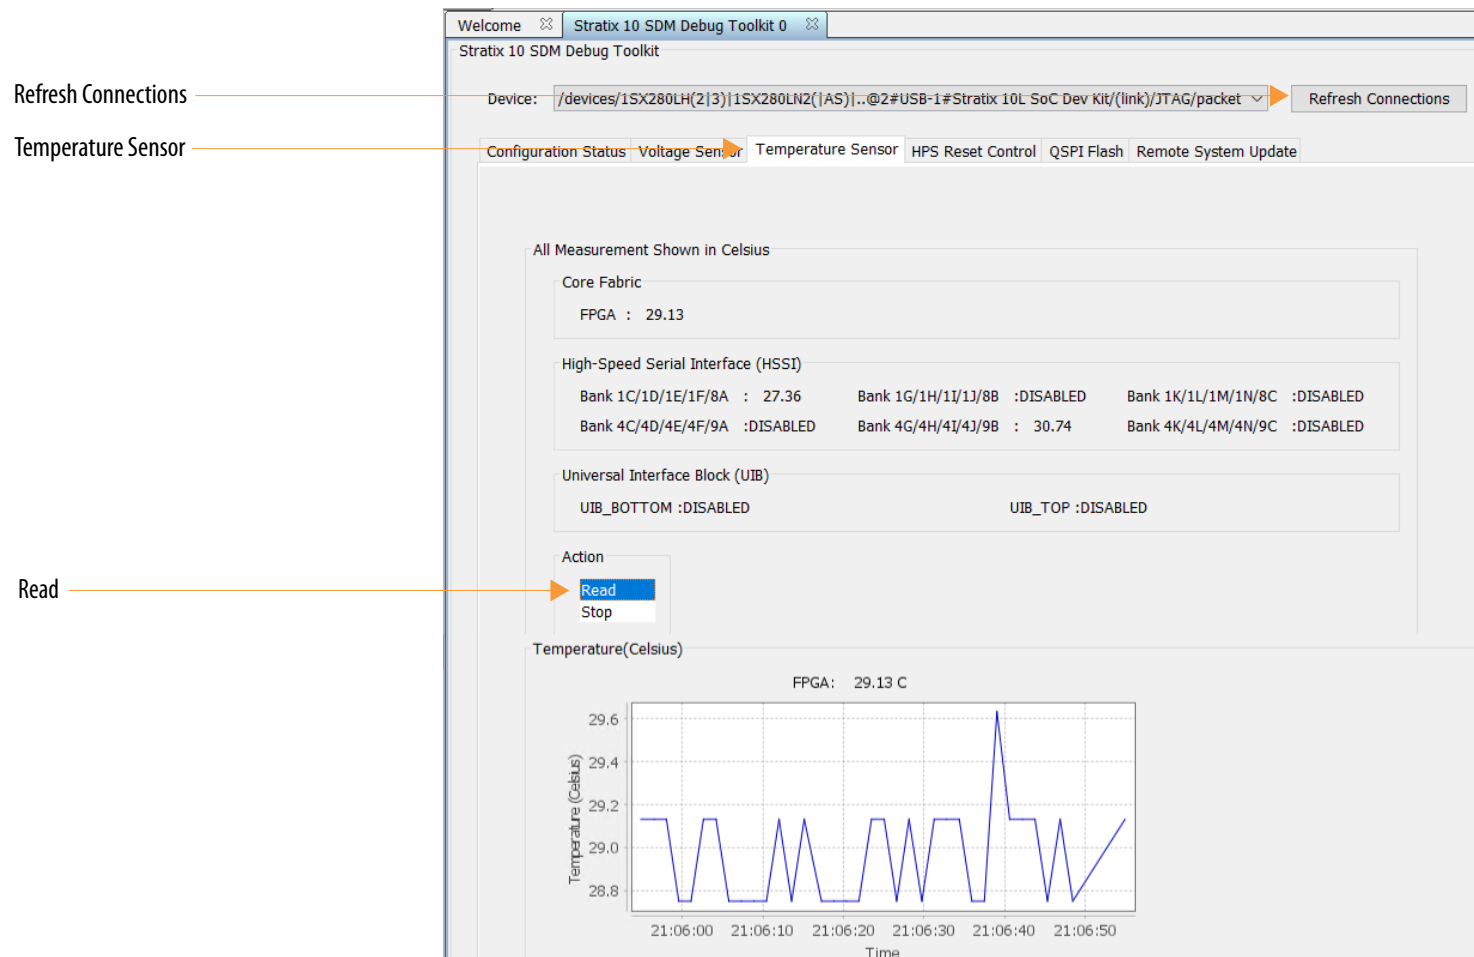 Welcome
Stratix 10 SDM Debug Toolkit 0
Stratix 10 SDM Debug Toolkit
Refresh Connections
Device: /devices/1SX280LH(2|3)|1SX280LN2(|AS)|..@2#USB-1#Stratix 10L SoC Dev Kit/(link)/JTAG/packet
Refresh Connections
Temperature Sensor
Configuration Status Voltage Sensor Temperature Sensor HPS Reset Control QSPI Flash Remote System Update
All Measurement Shown in Celsius
Core Fabric
FPGA : 29.13
High-Speed Serial Interface (HSSI)
Bank 1C/1D/1E/1F/8A : 27.36 Bank 1G/1H/1I/1J/8B :DISABLED Bank 1K/1L/1M/1N/8C :DISABLED
Bank 4C/4D/4E/4F/9A :DISABLED Bank 4G/4H/4I/4J/9B : 30.74 Bank 4K/4L/4M/4N/9C :DISABLED
Universal Interface Block (UIB)
UIB_BOTTOM :DISABLED UIB_TOP :DISABLED
Action
Read
Read
Stop
Temperature(Celsius)
FPGA: 29.13 C
Temperature (Celsius)
29.6
29.4
29.2
29.0
28.8
21:06:00 21:06:10 21:06:20 21:06:30 21:06:40 21:06:50
Time